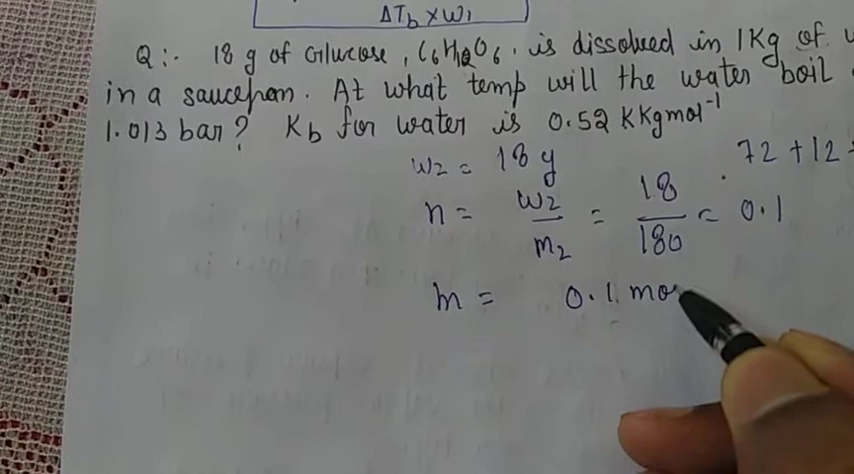 ΔTb × W1
Q:- 18 g of Glucose, C6H12O6, is dissolved in 1Kg of
in a saucepan. At what temp will the water boil
1.013 bar? Kb for water is 0.52 K Kg mol⁻¹
w2 = 18 g
72 + 12 +
n = w2/m2 = 18/180 = 0.1
m = 0.1 mo